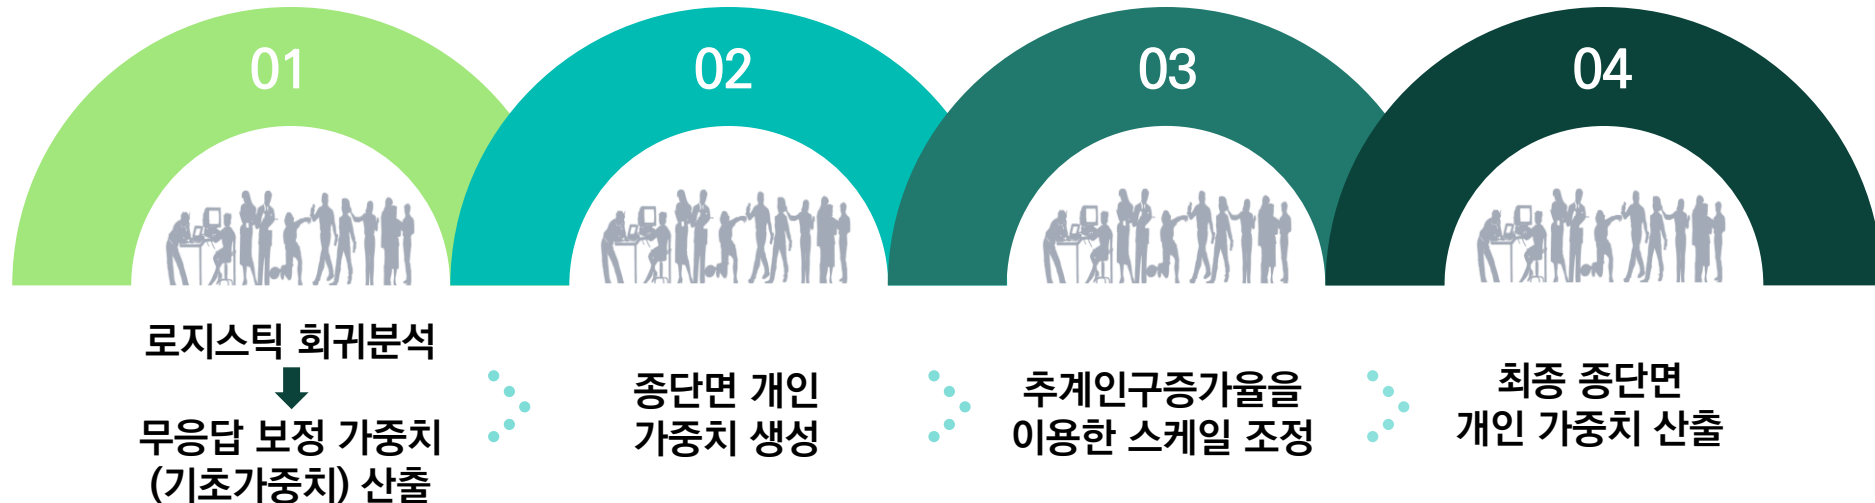 01
로지스틱 회귀분석
무응답 보정 가중치
(기초가중치) 산출
02
종단면 개인
가중치 생성
03
추계인구증가율을
이용한 스케일 조정
04
최종 종단면
개인 가중치 산출